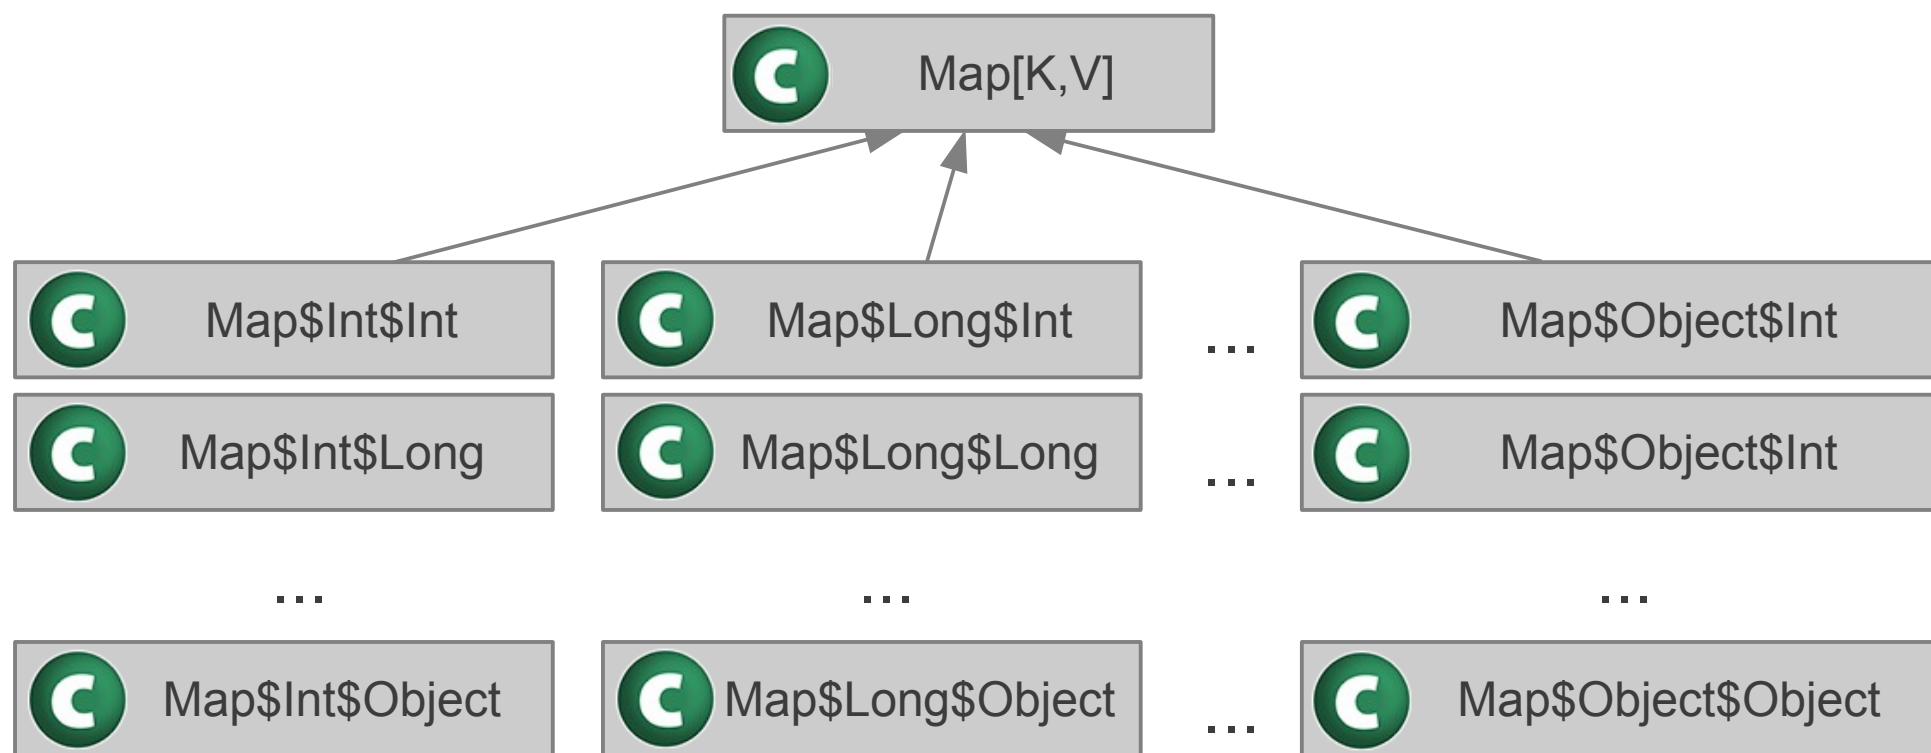 Map[K,V]
Map$Int$Int Map$Long$Int ... Map$Object$Int
Map$Int$Long Map$Long$Long ... Map$Object$Int
... ... ...
Map$Int$Object Map$Long$Object ... Map$Object$Object